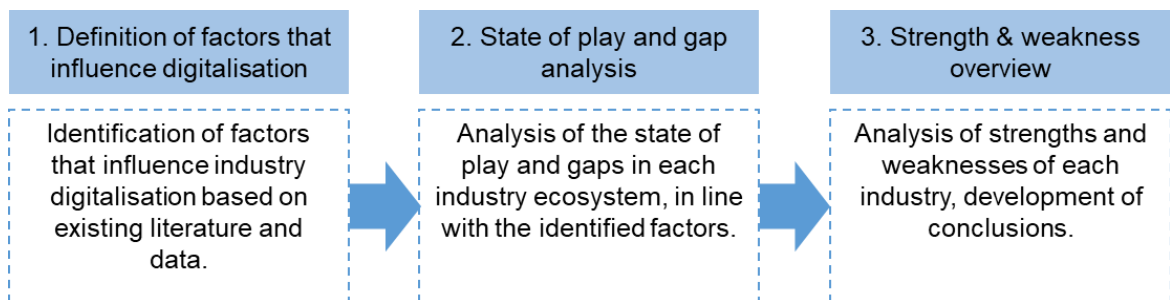 1. Definition of factors that
influence digitalisation
Identification of factors
that influence industry
digitalisation based on
existing literature and
data.
2. State of play and gap
analysis
Analysis of the state of
play and gaps in each
industry ecosystem, in line
with the identified factors.
3. Strength & weakness
overview
Analysis of strengths and
weaknesses of each
industry, development of
conclusions.